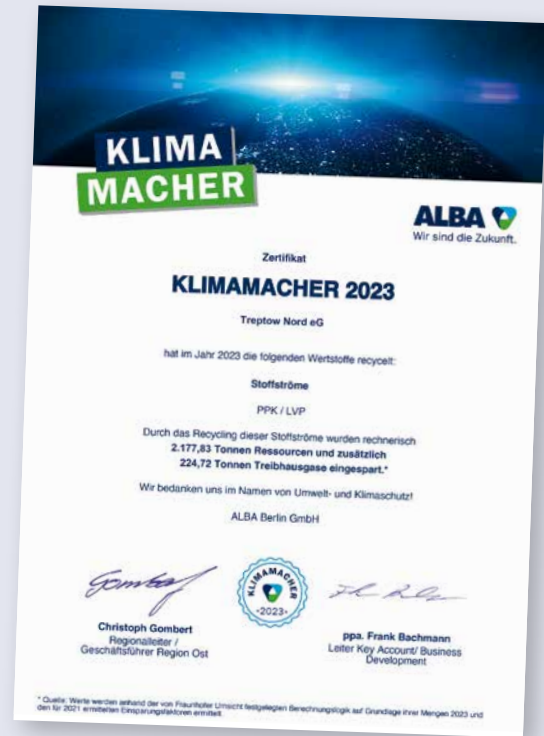 KLIMA
MACHER
ALBA
Wir sind die Zukunft.
Zertifikat
KLIMAMACHER 2023
Treptow Nord eG
hat im Jahr 2023 die folgenden Wertstoffe recycelt:
Stoffströme
PPK / LVP
Durch das Recycling dieser Stoffströme wurden rechnerisch
2.177,83 Tonnen Ressourcen und zusätzlich
224,72 Tonnen Treibhausgase eingespart.*
Wir bedanken uns im Namen von Umwelt- und Klimaschutz!
ALBA Berlin GmbH
KLIMAMACHER
•2023•
Christoph Gombert
Regionalleiter /
Geschäftsführer Region Ost
ppa. Frank Bachmann
Leiter Key Account/ Business
Development
* Quelle: Werte werden anhand der von Fraunhofer Umsicht festgelegten Berechnungslogik auf Grundlage ihrer Mengen 2023 und
den für 2021 ermittelten Einsparungsfaktoren ermittelt.